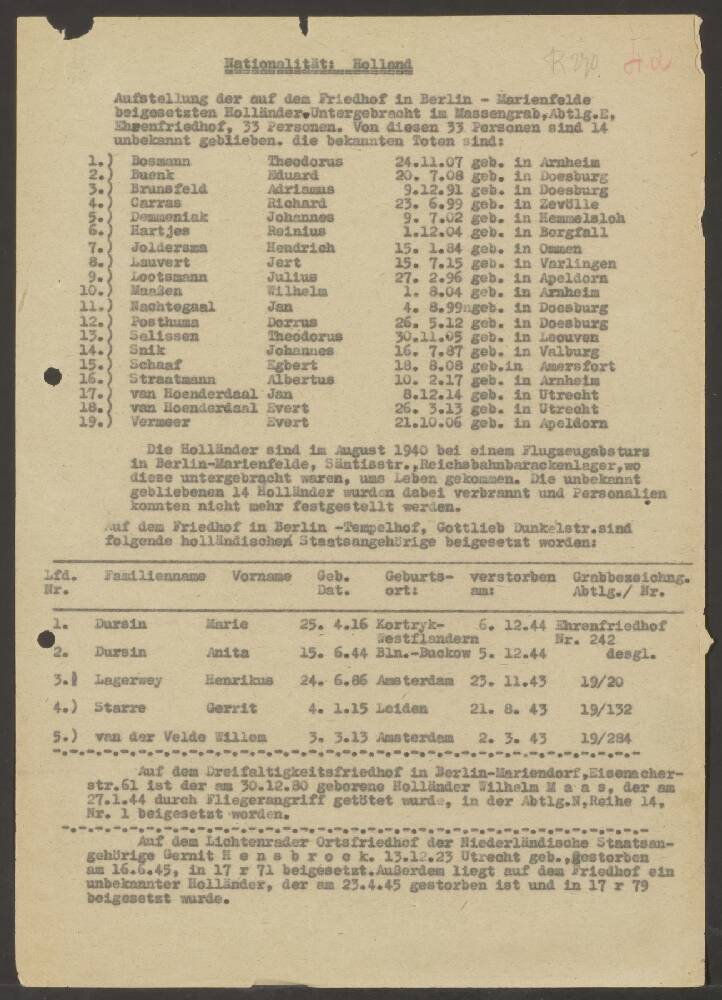 Nationalität: Holland
R 290
Aufstellung der auf dem Friedhof in Berlin - Marienfelde
beigesetzten Holländer.Untergebracht im Massengrab,Abtlg.E,
Ehrenfriedhof, 33 Personen. Von diesen 33 Personen sind 14
unbekannt geblieben. die bekannten Toten sind:
1.) Bosmann Theodorus 24.11.07 geb. in Arnheim
2.) Buenk Eduard 20. 7.08 geb. in Doesburg
3.) Brunsfeld Adrianus 9.12.91 geb. in Doesburg
4.) Carras Richard 23. 6.99 geb. in Zevölle
5.) Demmeniak Johannes 9. 7.02 geb. in Hemmelsloh
6.) Hartjes Reinius 1.12.04 geb. in Borgfall
7.) Joldersma Hendrich 15. 1.84 geb. in Ommen
8.) Lauvert Jert 15. 7.15 geb. in Varlingen
9.) Lootsmann Julius 27. 2.96 geb. in Apeldorn
10.) Maaßen Wilhelm 1. 8.04 geb. in Arnheim
11.) Nachtegaal Jan 4. 8.99ngeb. in Doesburg
12.) Posthuma Dorrus 26. 5.12 geb. in Doesburg
13.) Selissen Theodorus 30.11.05 geb. in Leouven
14.) Snik Johannes 16. 7.87 geb. in Valburg
15.) Schaaf Egbert 18. 8.08 geb.in Amersfort
16.) Straatmann Albertus 10. 2.17 geb. in Arnheim
17.) van Hoenderdaal Jan 8.12.14 geb. in Utrecht
18.) van Hoenderdaal Evert 26. 3.13 geb. in Utrecht
19.) Vermeer Evert 21.10.06 geb. in Apeldorn
Die Holländer sind im August 1940 bei einem Flugzeugabsturz
in Berlin-Marienfelde, Säntisstr.,Reichsbahnbarackenlager,wo
diese untergebracht waren, ums Leben gekommen. Die unbekannt
gebliebenen 14 Holländer wurden dabei verbrannt und Personalien
konnten nicht mehr festgestellt werden.
Auf dem Friedhof in Berlin -Tempelhof, Gottlieb Dunkelstr.sind
folgende holländischen Staatsangehörige beigesetzt worden:
Lfd. Familienname Vorname Geb. Geburts- verstorben Grabbezeichng.
Nr. Dat. ort: am: Abtlg./ Nr.
1. Dursin Marie 25. 4.16 Kortryk- 6. 12.44 Ehrenfriedhof
Westflandern Nr. 242
2. Dursin Anita 15. 6.44 Bln.-Buckow 5. 12.44 desgl.
3.) Lagerwey Henrikus 24. 6.86 Amsterdam 23. 11.43 19/20
4.) Starre Gerrit 4. 1.15 Leiden 21. 8. 43 19/132
5.) van der Velde Willem 3. 3.13 Amsterdam 2. 3. 43 19/284
Auf dem Dreifaltigkeitsfriedhof in Berlin-Mariendorf,Eisenacher-
str.61 ist der am 30.12.80 geborene Holländer Wilhelm M a a s, der am
27.1.44 durch Fliegerangriff getötet wurde, in der Abtlg.N,Reihe 14,
Nr. 1 beigesetzt worden.
Auf dem Lichtenrader Ortsfriedhof der Niederländische Staatsan-
gehörige Gernit H e n s b r o c k. 13.12.23 Utrecht geb.,gestorben
am 16.6.45, in 17 r 71 beigesetzt.Außerdem liegt auf dem Friedhof ein
unbekannter Holländer, der am 23.4.45 gestorben ist und in 17 r 79
beigesetzt wurde.